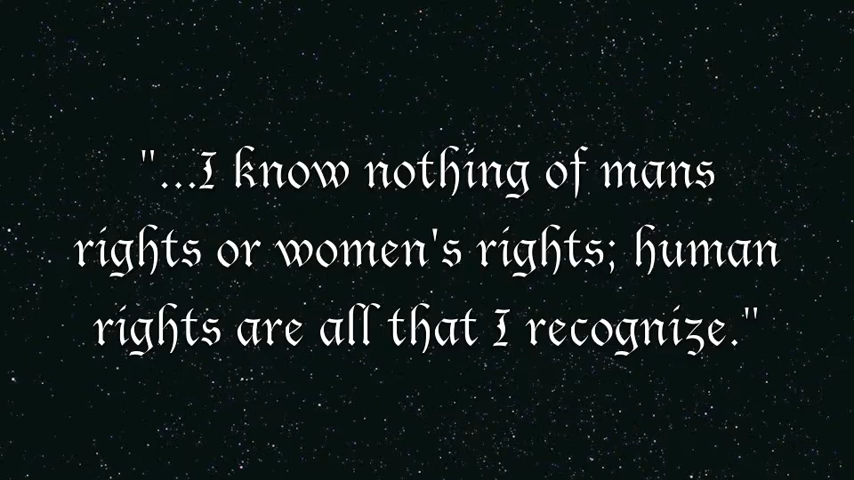 "...I know nothing of mans
rights or women's rights; human
rights are all that I recognize."